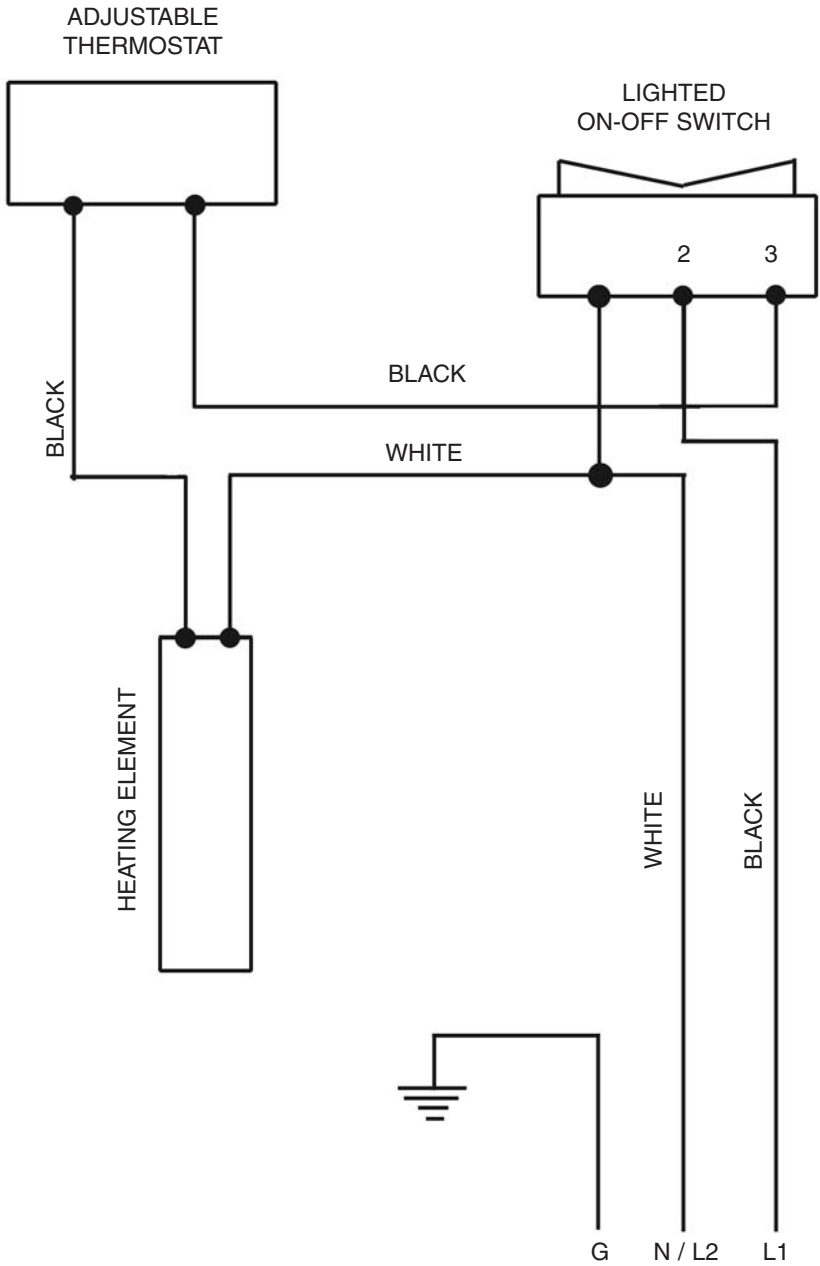 ADJUSTABLE
THERMOSTAT
LIGHTED
ON-OFF SWITCH
2
3
BLACK
BLACK
WHITE
HEATING ELEMENT
WHITE
BLACK
G
N / L2
L1